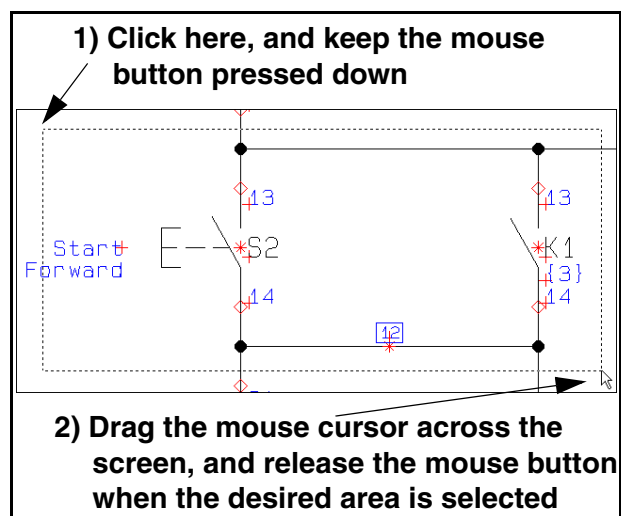 1) Click here, and keep the mouse
button pressed down
13
13
Start
S2
K1
Forward
{3}
14
14
12
2) Drag the mouse cursor across the
screen, and release the mouse button
when the desired area is selected